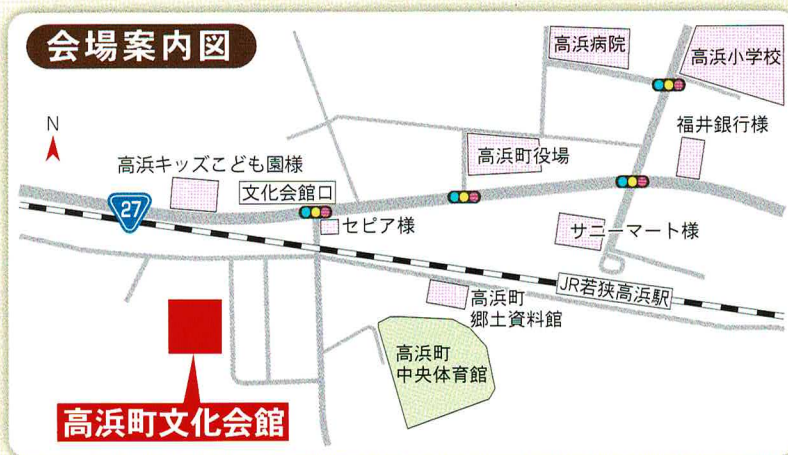 会場案内図
N
高浜病院
高浜小学校
福井銀行様
高浜町役場
高浜キッズこども園様
文化会館口
27
セピア様
サニーマート様
JR若狭高浜駅
高浜町
郷土資料館
高浜町
中央体育館
高浜町文化会館